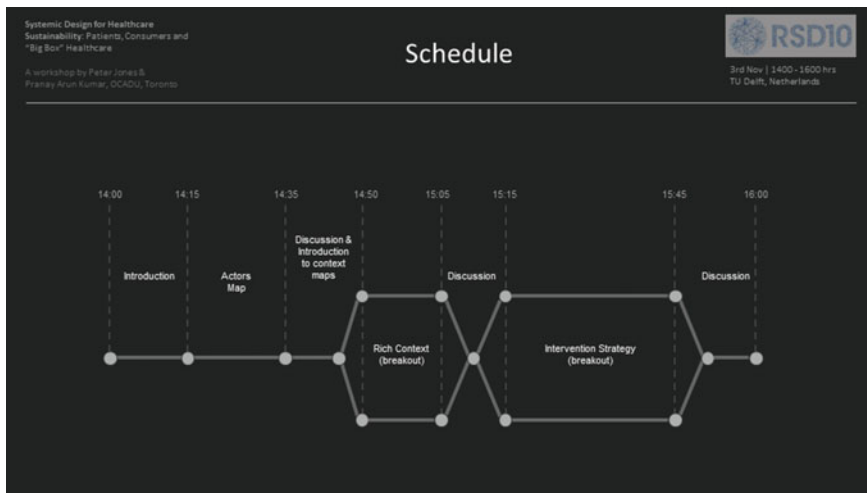 Systemic Design for Healthcare
Sustainability: Patients, Consumers and
"Big Box" Healthcare
A workshop by Peter Jones &
Pranay Arun Kumar, OCADU, Toronto
Schedule
RSD10
3rd Nov | 1400 - 1600 hrs
TU Delft, Netherlands
14:00 14:15 14:35 14:50 15:05 15:15 15:45 16:00
Introduction
Actors
Map
Discussion &
Introduction
to context
maps
Discussion
Discussion
Rich Context
(breakout)
Intervention Strategy
(breakout)